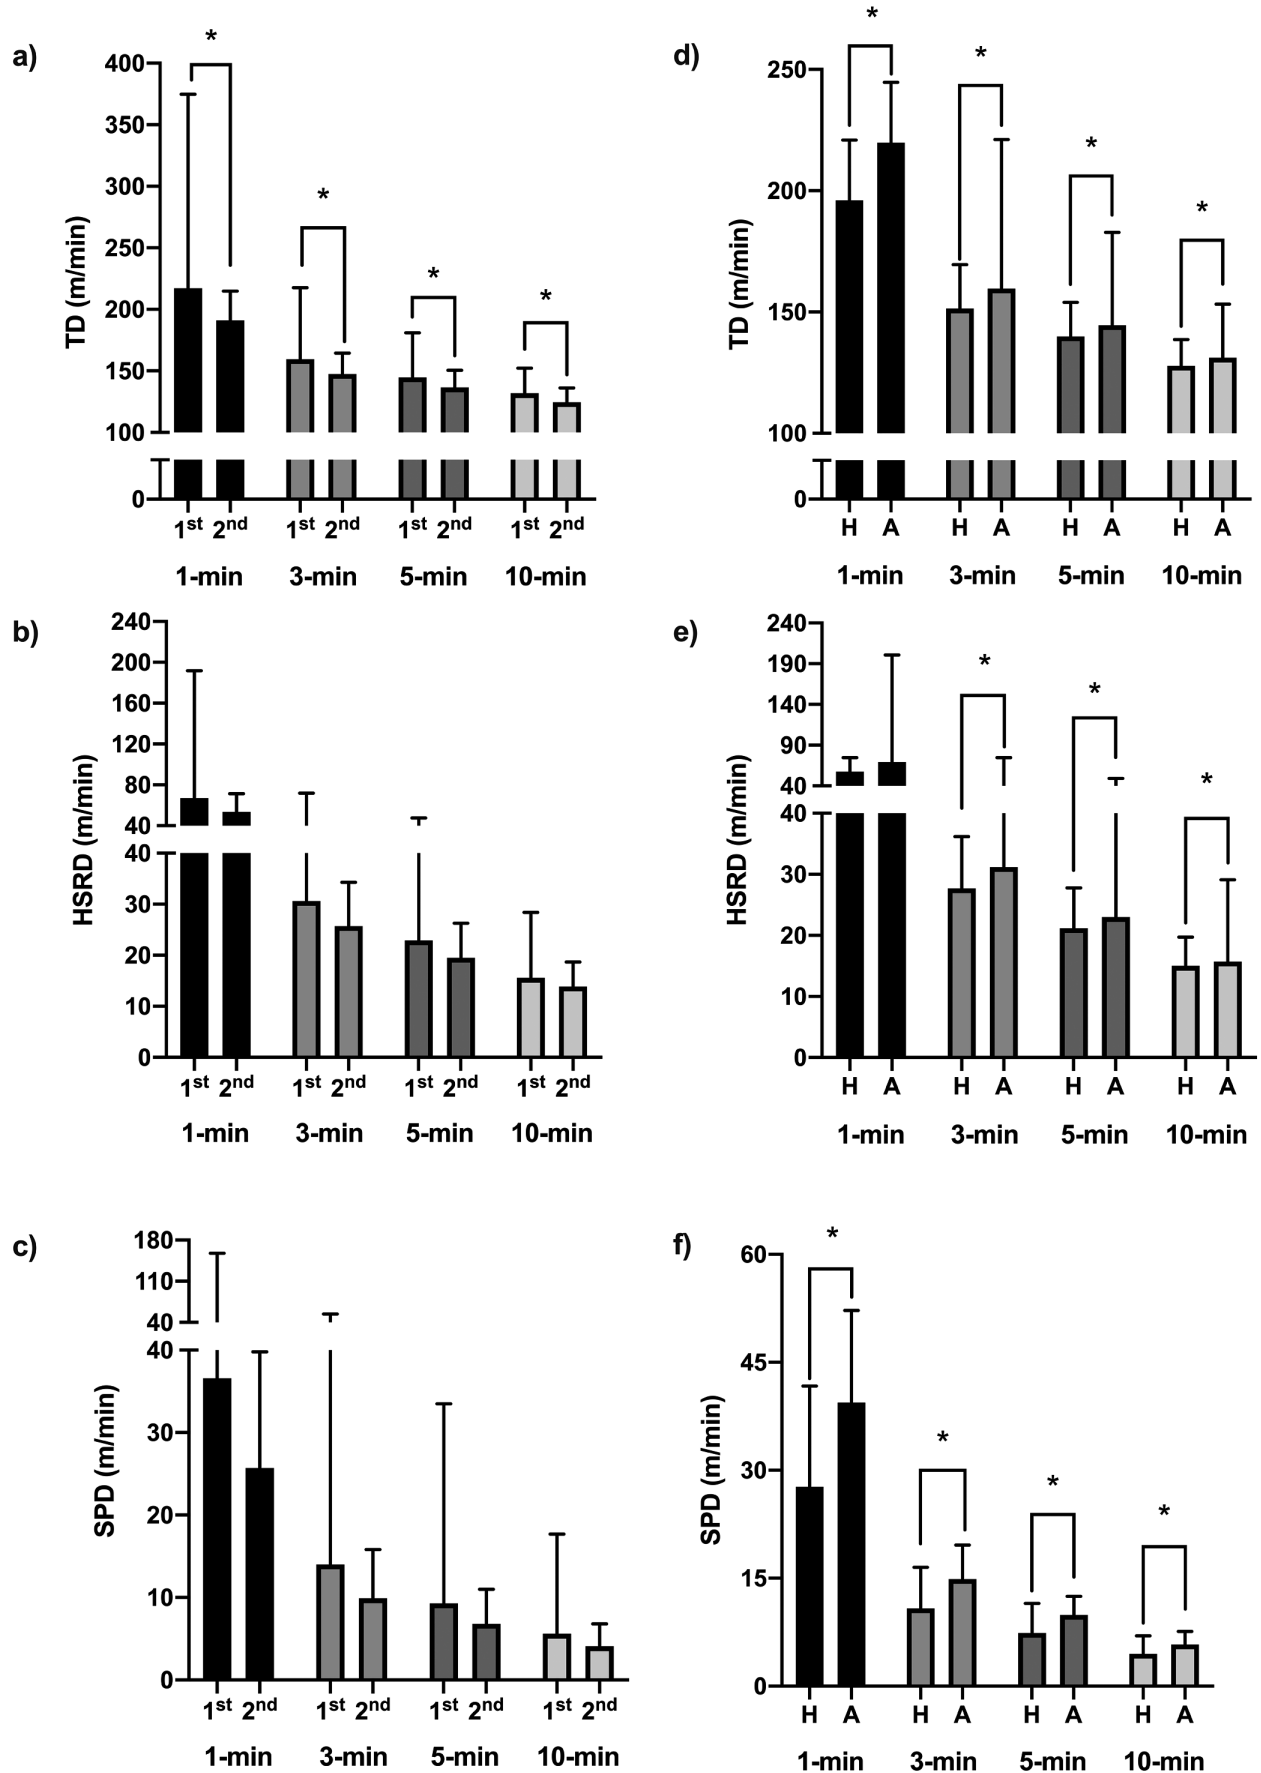 a)
*
*
*
*
TD (m/min)
400
350
300
250
200
150
100
0
1st 2nd 1st 2nd 1st 2nd 1st 2nd
1-min 3-min 5-min 10-min
d)
*
*
*
*
TD (m/min)
250
200
150
100
0
H A H A H A H A
1-min 3-min 5-min 10-min
b)
HSRD (m/min)
240
200
160
120
80
40
40
30
20
10
0
1st 2nd 1st 2nd 1st 2nd 1st 2nd
1-min 3-min 5-min 10-min
e)
*
*
*
HSRD (m/min)
240
190
140
90
40
40
30
20
10
0
H A H A H A H A
1-min 3-min 5-min 10-min
c)
SPD (m/min)
180
110
40
40
30
20
10
0
1st 2nd 1st 2nd 1st 2nd 1st 2nd
1-min 3-min 5-min 10-min
f)
*
*
*
*
SPD (m/min)
60
45
30
15
0
H A H A H A H A
1-min 3-min 5-min 10-min